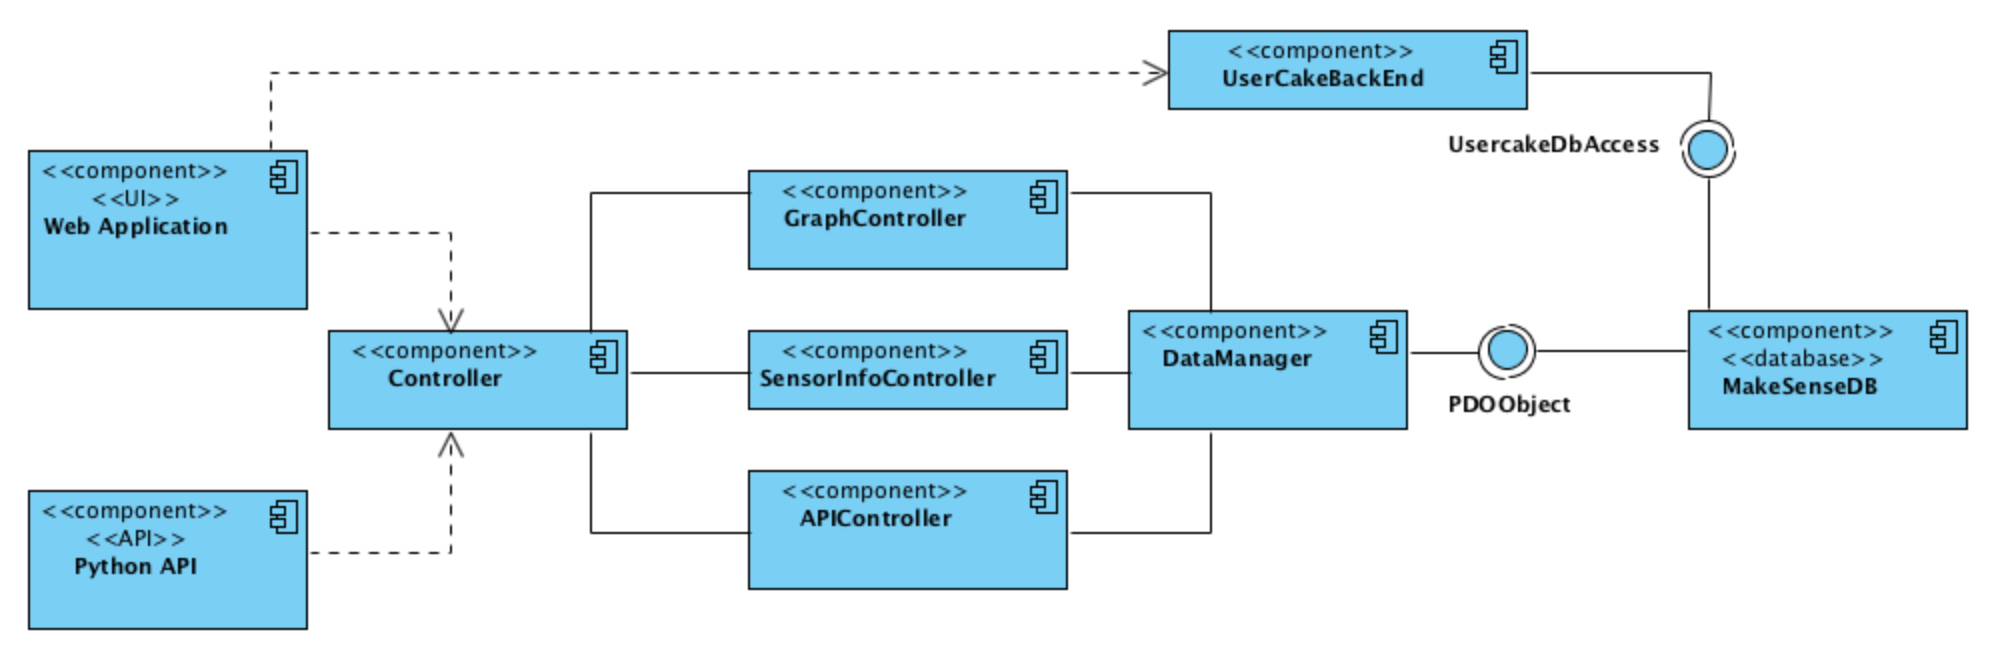 <<component>>
UserCakeBackEnd
UsercakeDbAccess
<<component>>
<<UI>>
Web Application
<<component>>
GraphController
<<component>>
Controller
<<component>>
SensorInfoController
<<component>>
DataManager
PDOObject
<<component>>
<<database>>
MakeSenseDB
<<component>>
APIController
<<component>>
<<API>>
Python API